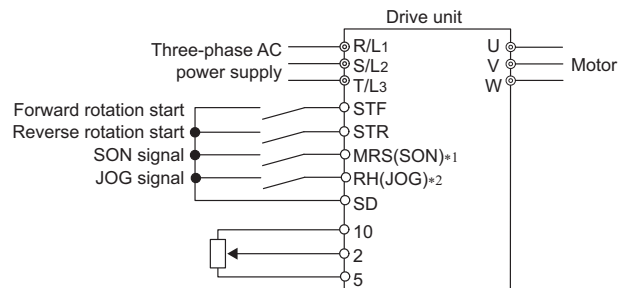 Drive unit
Three-phase AC
power supply
R/L1
S/L2
T/L3
U
V
W
Motor
Forward rotation start
STF
Reverse rotation start
STR
SON signal
MRS(SON)*1
JOG signal
RH(JOG)*2
SD
10
2
5